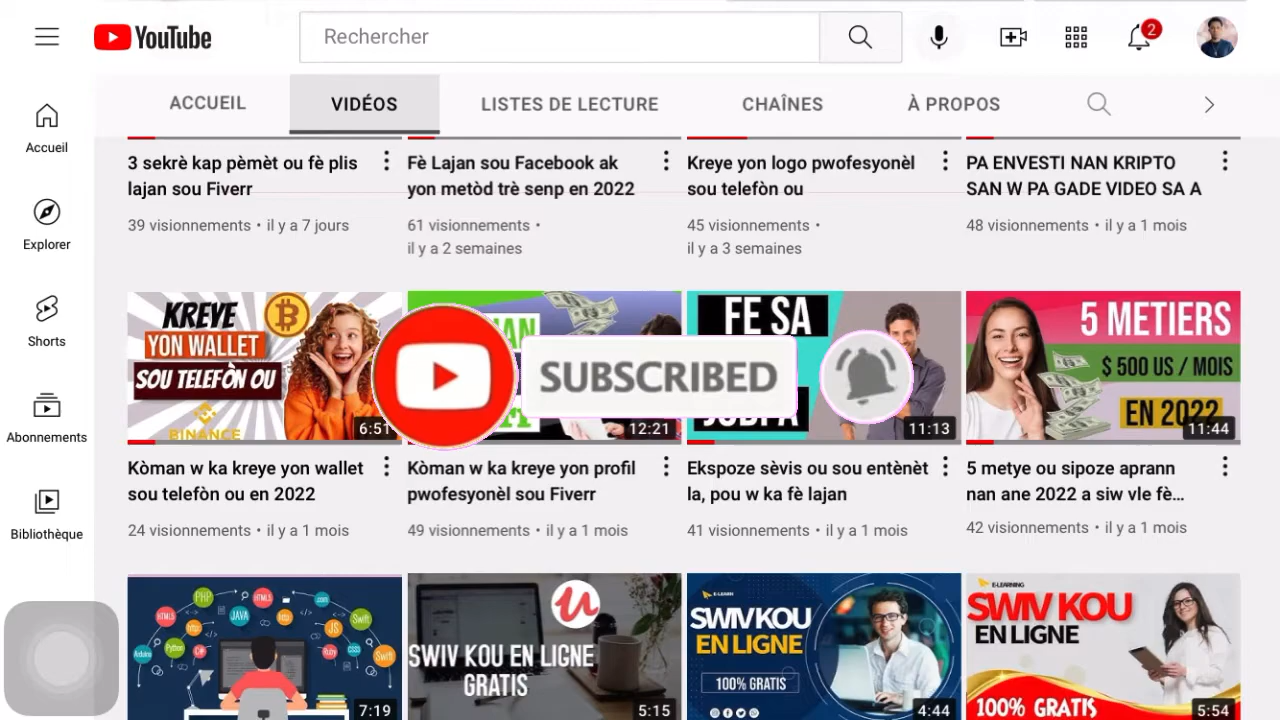 YouTube
Rechercher
2
ACCUEIL
VIDÉOS
LISTES DE LECTURE
CHAÎNES
À PROPOS
Accueil
Explorer
Shorts
Abonnements
Bibliothèque
3 sekrè kap pèmèt ou fè plis
lajan sou Fiverr
39 visionnements • il y a 7 jours
Fè Lajan sou Facebook ak
yon metòd trè senp en 2022
61 visionnements •
il y a 2 semaines
Kreye yon logo pwofesyonèl
sou telefòn ou
45 visionnements •
il y a 3 semaines
PA ENVESTI NAN KRIPTO
SAN W PA GADE VIDEO SA A
48 visionnements • il y a 1 mois
KREYE
YON WALLET
SOU TELEFÒN OU
BINANCE
6:51
SUBSCRIBED
12:21
FE SA
11:13
5 METIERS
$ 500 US / MOIS
EN 2022
11:44
Kòman w ka kreye yon wallet
sou telefòn ou en 2022
24 visionnements • il y a 1 mois
Kòman w ka kreye yon profil
pwofesyonèl sou Fiverr
49 visionnements • il y a 1 mois
Ekspoze sèvis ou sou entènèt
la, pou w ka fè lajan
41 visionnements • il y a 1 mois
5 metye ou sipoze aprann
nan ane 2022 a siw vle fè...
42 visionnements • il y a 1 mois
PHP
HTML5
JAVA
JS
Swift
Python
C#
Arduino
Ruby
CSS
Swift
7:19
SWIV KOU EN LIGNE
GRATIS
5:15
E-LEARN
SWIV KOU
EN LIGNE
100% GRATIS
4:44
E-LEARNING
SWIV KOU
EN LIGNE
100% GRATIS
5:54